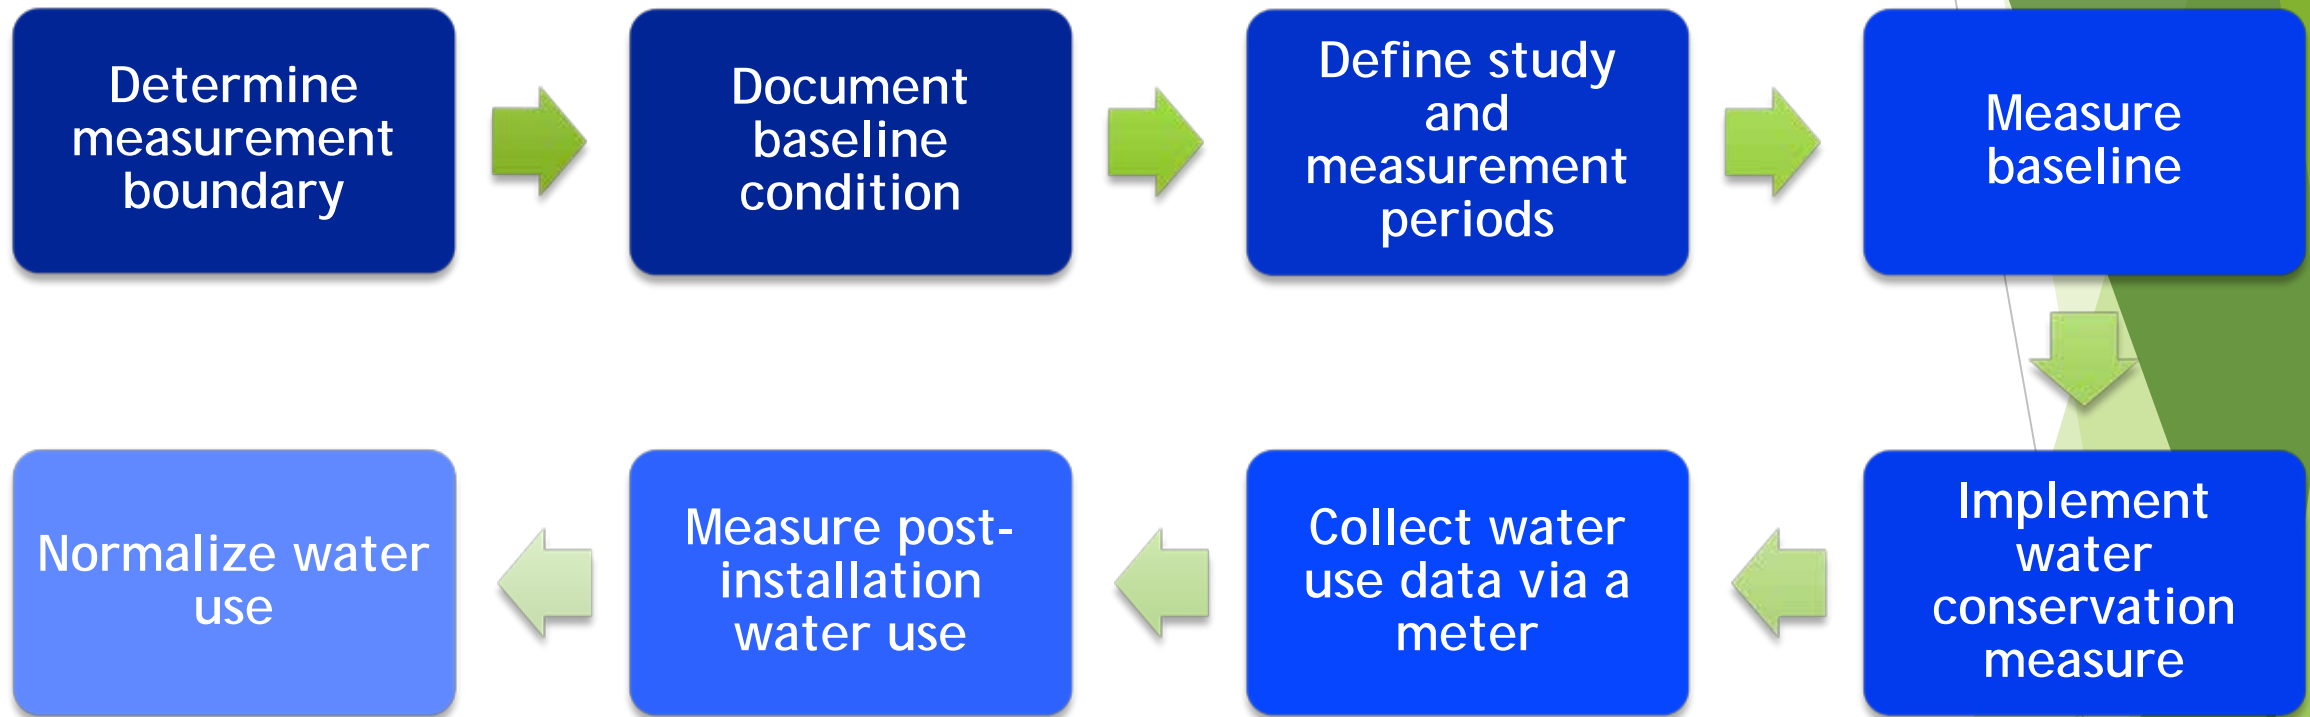 Determine
measurement
boundary
Document
baseline
condition
Define study
and
measurement
periods
Measure
baseline
Implement
water
conservation
measure
Collect water
use data via a
meter
Measure post-
installation
water use
Normalize water
use